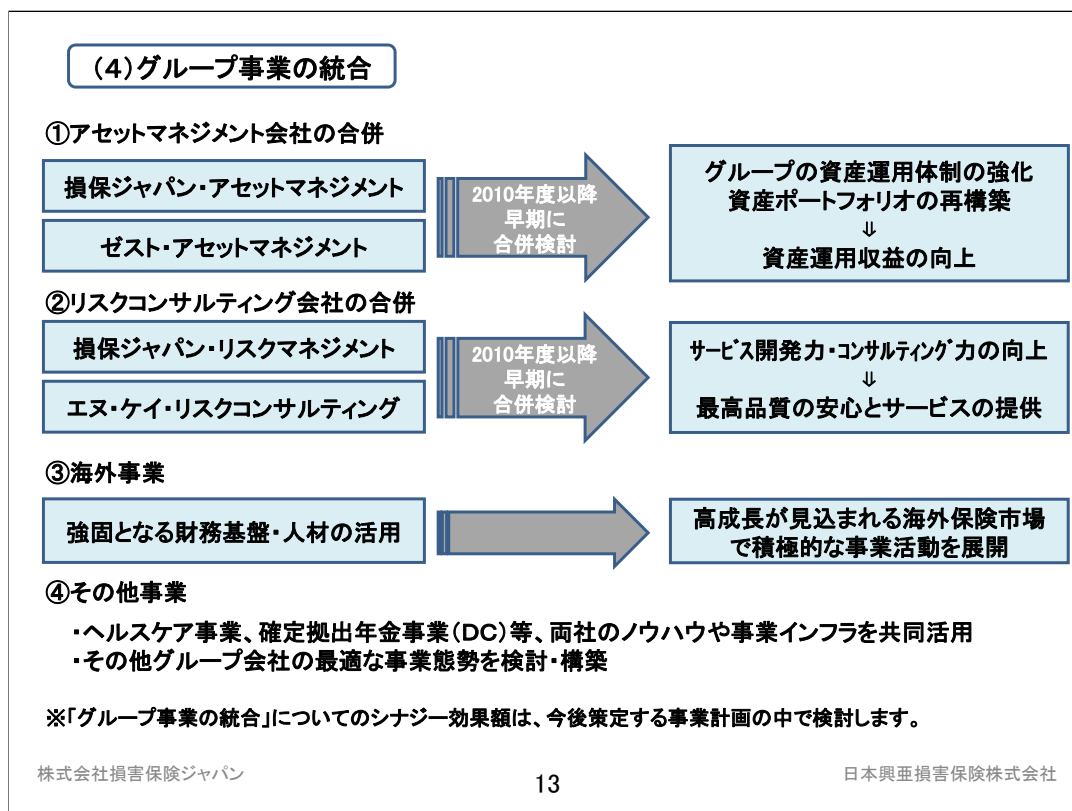 （４）グループ事業の統合
①アセットマネジメント会社の合併
損保ジャパン・アセットマネジメント
ゼスト・アセットマネジメント
2010年度以降
早期に
合併検討
グループの資産運用体制の強化
資産ポートフォリオの再構築
⇓
資産運用収益の向上
②リスクコンサルティング会社の合併
損保ジャパン・リスクマネジメント
エヌ・ケイ・リスクコンサルティング
2010年度以降
早期に
合併検討
ｻｰﾋﾞｽ開発力・ｺﾝｻﾙﾃｨﾝｸﾞ力の向上
⇓
最高品質の安心とサービスの提供
③海外事業
強固となる財務基盤・人材の活用
高成長が見込まれる海外保険市場
で積極的な事業活動を展開
④その他事業
・ヘルスケア事業、確定拠出年金事業（ＤＣ）等、両社のノウハウや事業インフラを共同活用
・その他グループ会社の最適な事業態勢を検討・構築
※「グループ事業の統合」についてのシナジー効果額は、今後策定する事業計画の中で検討します。
株式会社損害保険ジャパン
13
日本興亜損害保険株式会社